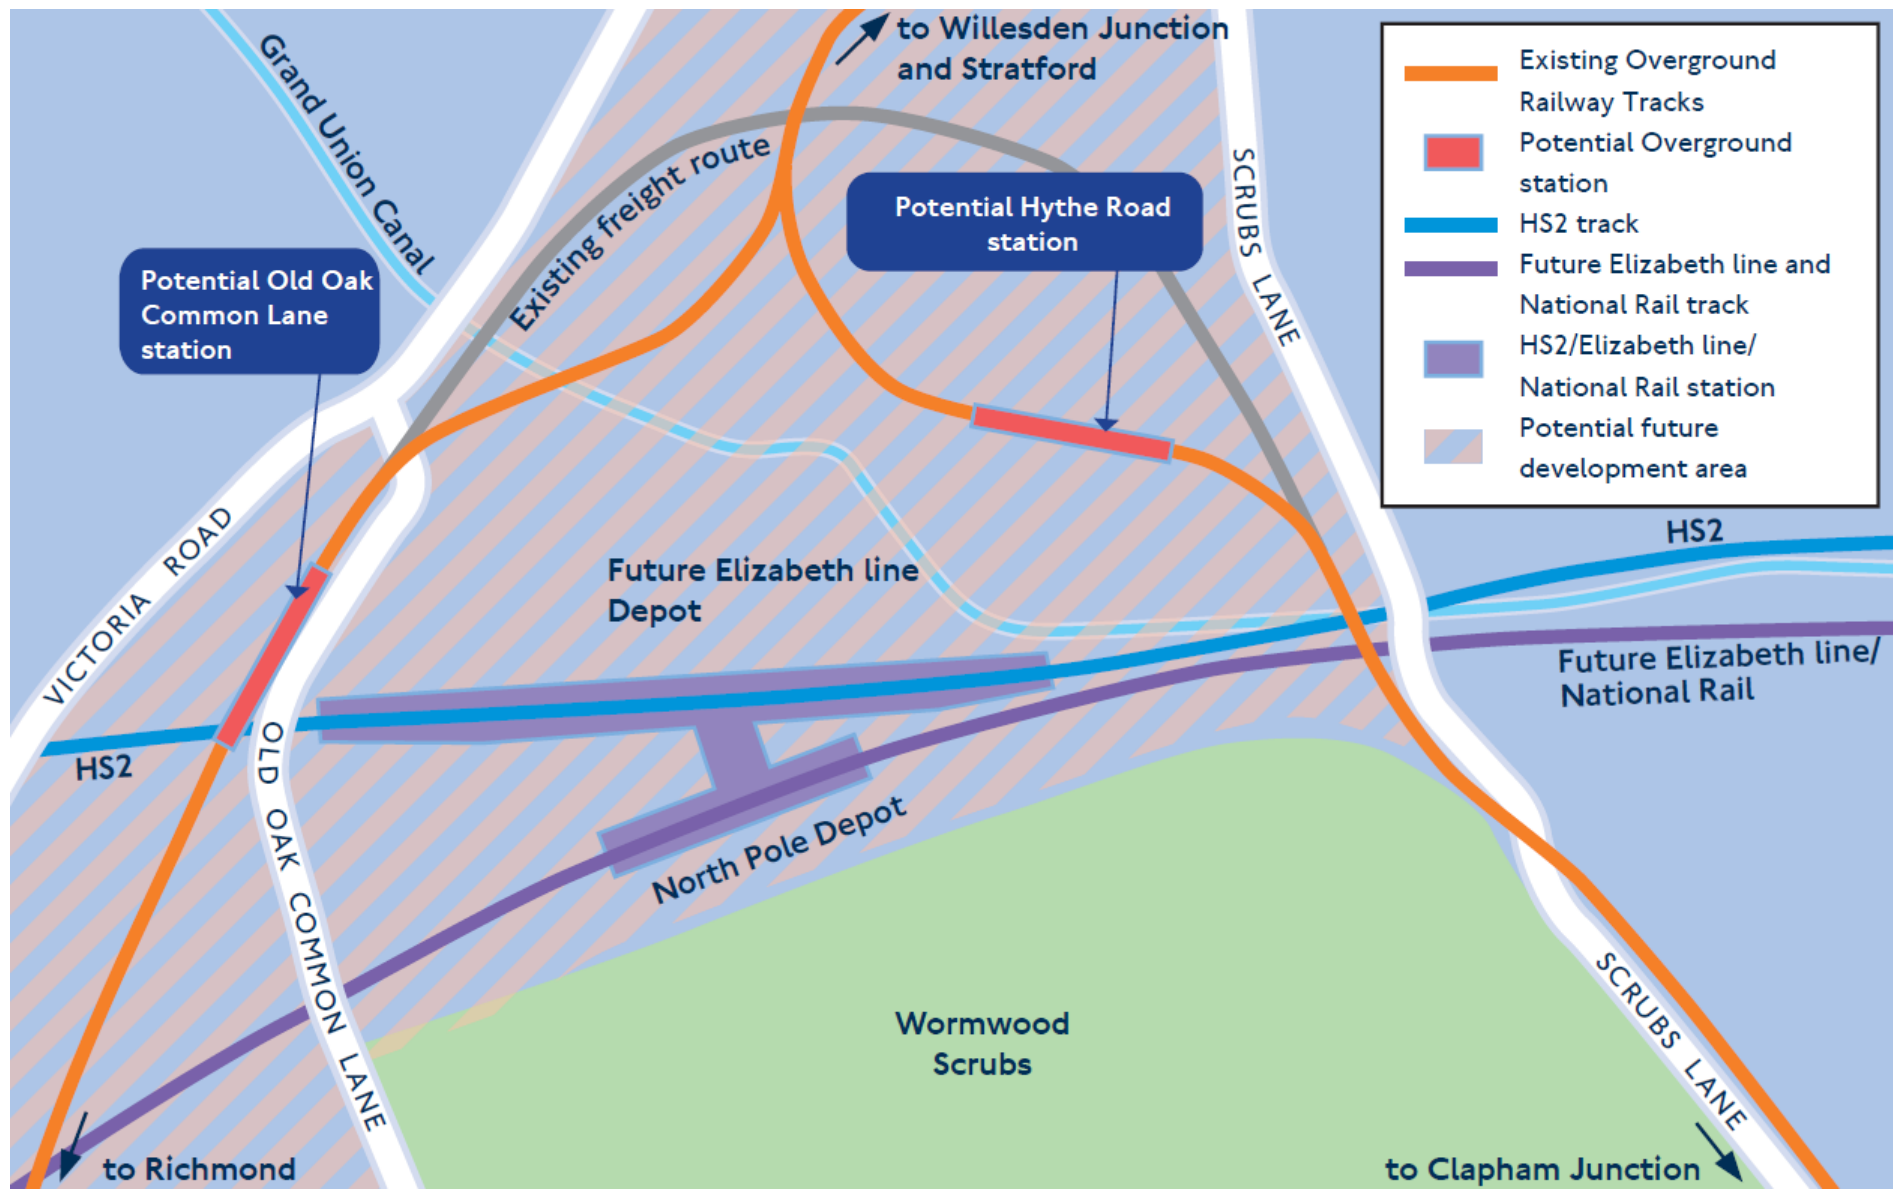 to Willesden Junction
and Stratford
Grand Union Canal
Existing freight route
Potential Hythe Road
station
SCRUBS LANE
Potential Old Oak
Common Lane
station
VICTORIA ROAD
Future Elizabeth line
Depot
HS2
HS2
Future Elizabeth line/
National Rail
OLD OAK COMMON LANE
North Pole Depot
Wormwood
Scrubs
SCRUBS LANE
to Richmond
to Clapham Junction
Existing Overground
Railway Tracks
Potential Overground
station
HS2 track
Future Elizabeth line and
National Rail track
HS2/Elizabeth line/
National Rail station
Potential future
development area